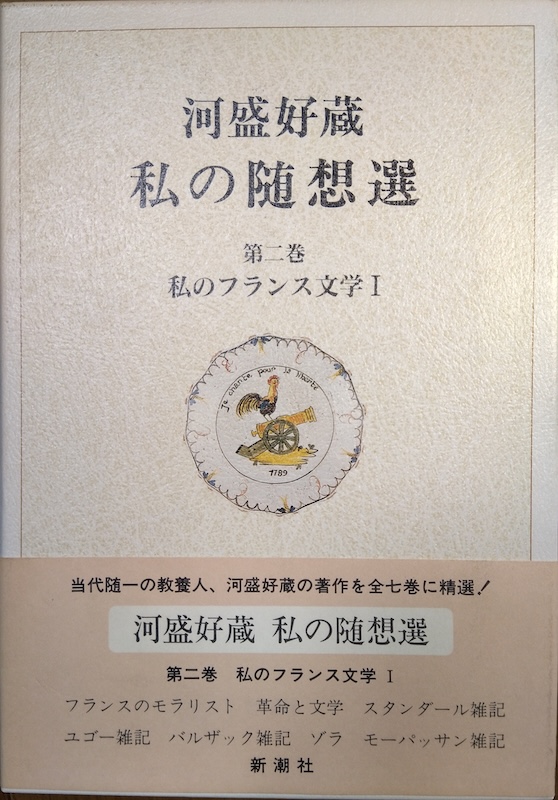 河盛好蔵
私の随想選
第二巻
私のフランス文学Ⅰ
Je chante pour la liberté
1789
当代随一の教養人、河盛好蔵の著作を全七巻に精選!
河盛好蔵 私の随想選
第二巻 私のフランス文学 Ⅰ
フランスのモラリスト 革命と文学 スタンダール雑記
ユゴー雑記 バルザック雑記 ゾラ モーパッサン雑記
新潮社